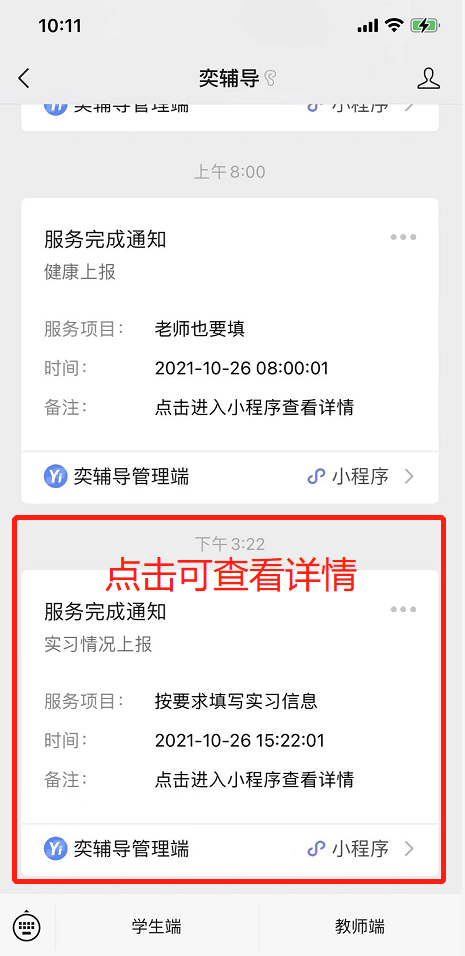 10:11
奕辅导
奕辅导管理端 小程序
上午8:00
服务完成通知
健康上报
服务项目： 老师也要填
时间： 2021-10-26 08:00:01
备注： 点击进入小程序查看详情
Yi 奕辅导管理端 小程序
下午3:22
点击可查看详情
服务完成通知
实习情况上报
服务项目： 按要求填写实习信息
时间： 2021-10-26 15:22:01
备注： 点击进入小程序查看详情
Yi 奕辅导管理端 小程序
学生端 教师端